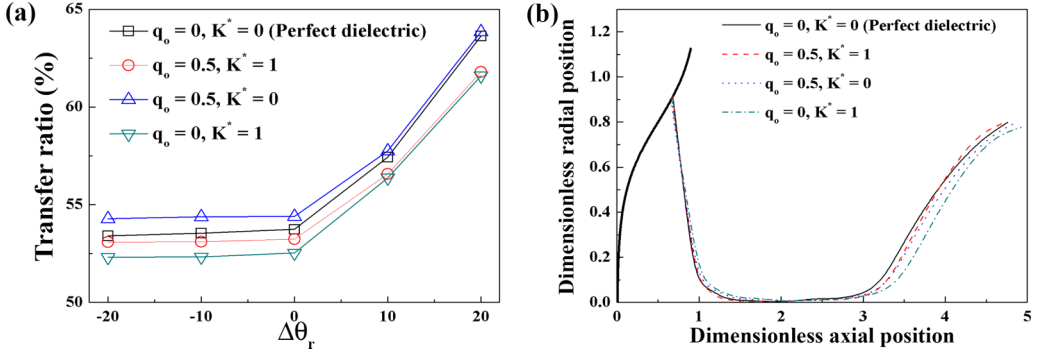 (a)
65
60
55
50
Transfer ratio (%)
q_o = 0, K^* = 0 (Perfect dielectric)
q_o = 0.5, K^* = 1
q_o = 0.5, K^* = 0
q_o = 0, K^* = 1
-20 -10 0 10 20
Δθ_r
(b)
1.2
1.0
0.8
0.6
0.4
0.2
0.0
Dimensionless radial position
q_o = 0, K^* = 0 (Perfect dielectric)
q_o = 0.5, K^* = 1
q_o = 0.5, K^* = 0
q_o = 0, K^* = 1
0 1 2 3 4 5
Dimensionless axial position